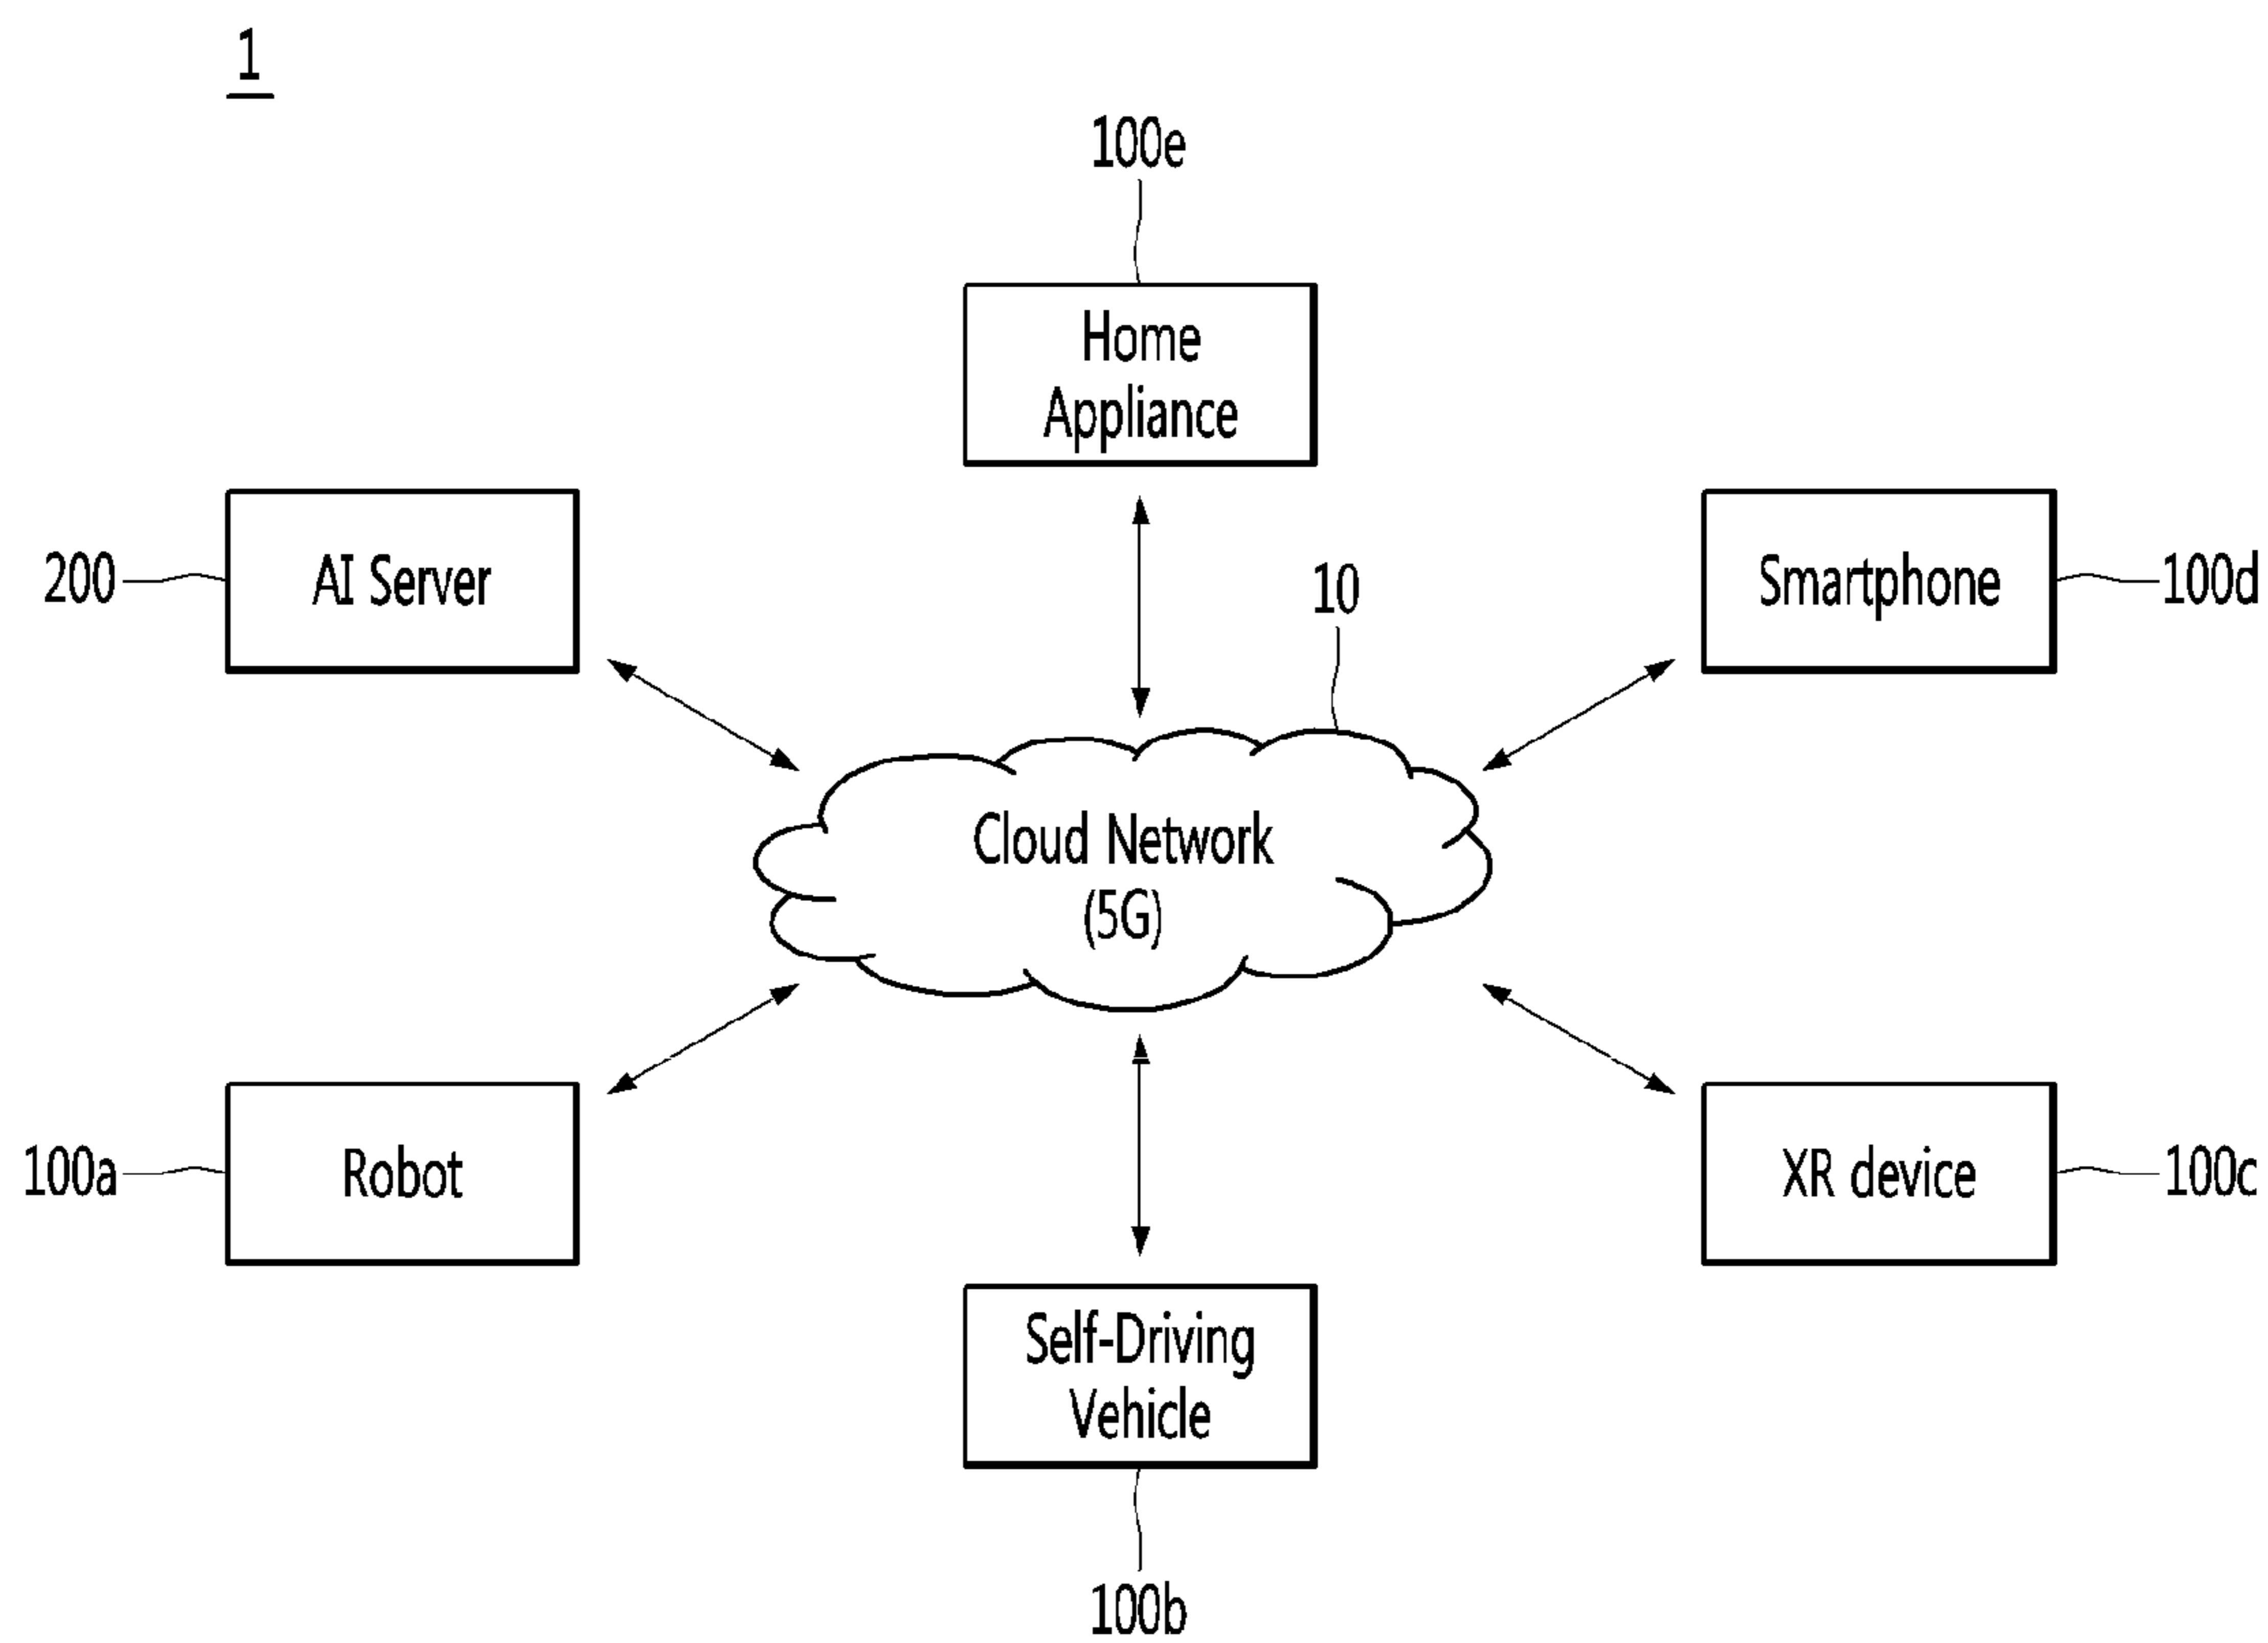 1
100e
Home
Appliance
200
AI Server
Smartphone
100d
10
Cloud Network
(5G)
100a
Robot
XR device
100c
Self-Driving
Vehicle
100b